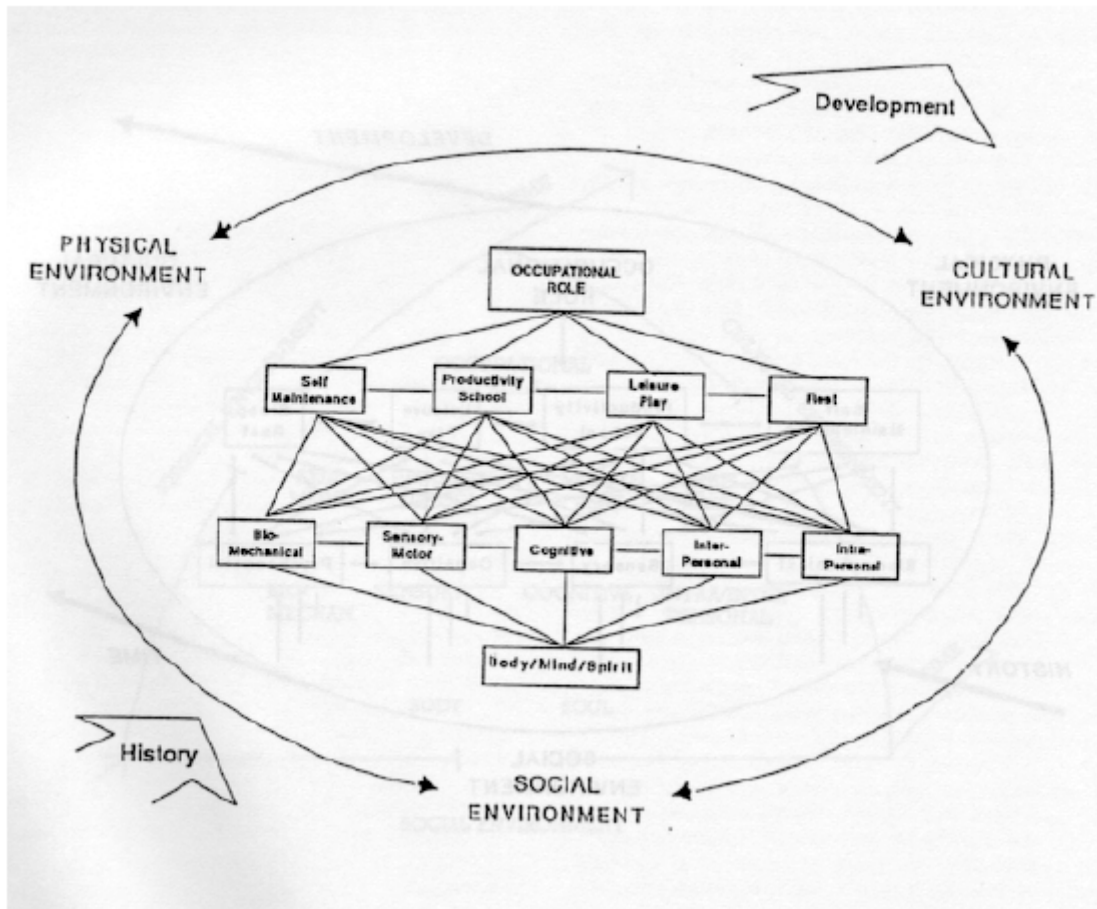 Development
PHYSICAL
ENVIRONMENT
CULTURAL
ENVIRONMENT
OCCUPATIONAL
ROLE
Self
Maintenance
Productivity
School
Leisure
Play
Rest
Bio-
Mechanical
Sensory-
Motor
Cognitive
Inter-
Personal
Intra-
Personal
Body/Mind/Spirit
History
SOCIAL
ENVIRONMENT